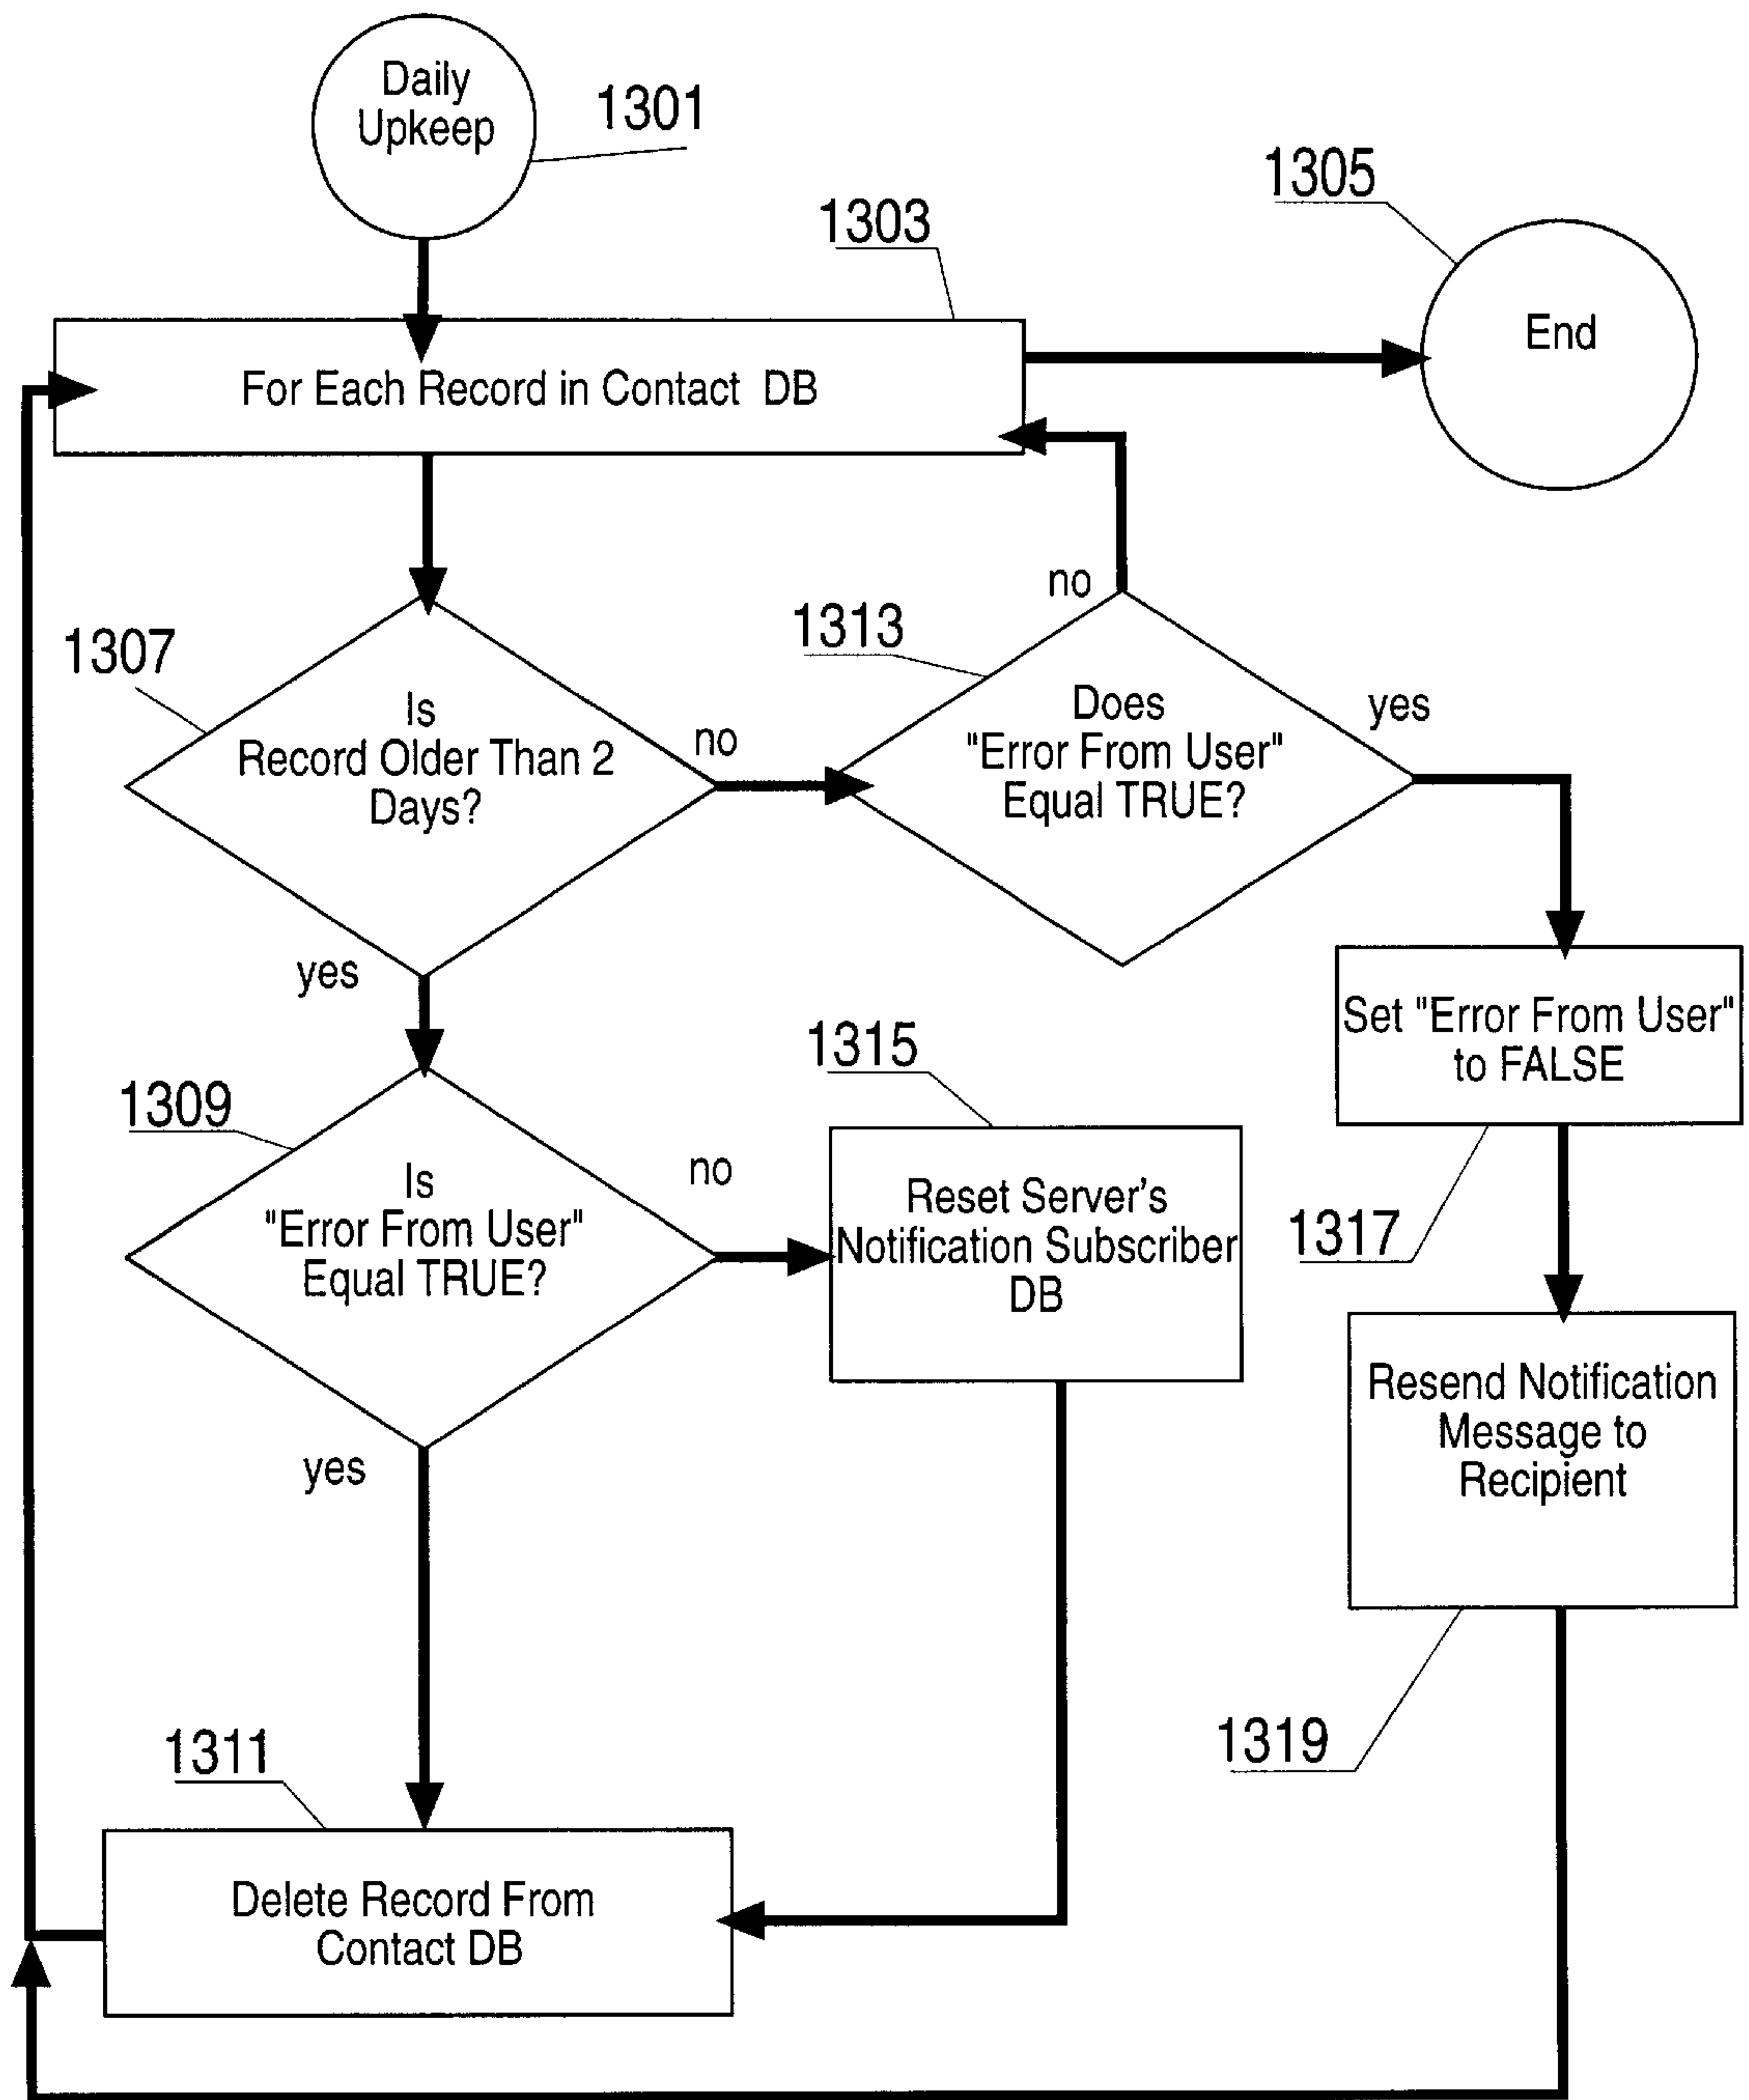 Daily
Upkeep
1301
1305
1303
End
For Each Record in Contact DB
no
1307
1313
Is
Record Older Than 2
Days?
no
Does
"Error From User"
Equal TRUE?
yes
yes
Set "Error From User"
to FALSE
1315
1309
Is
"Error From User"
Equal TRUE?
no
Reset Server's
Notification Subscriber
DB
1317
Resend Notification
Message to
Recipient
yes
1311
1319
Delete Record From
Contact DB